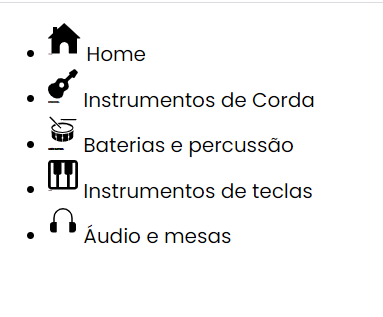 Home
Instrumentos de Corda
Baterias e percussão
Instrumentos de teclas
Áudio e mesas